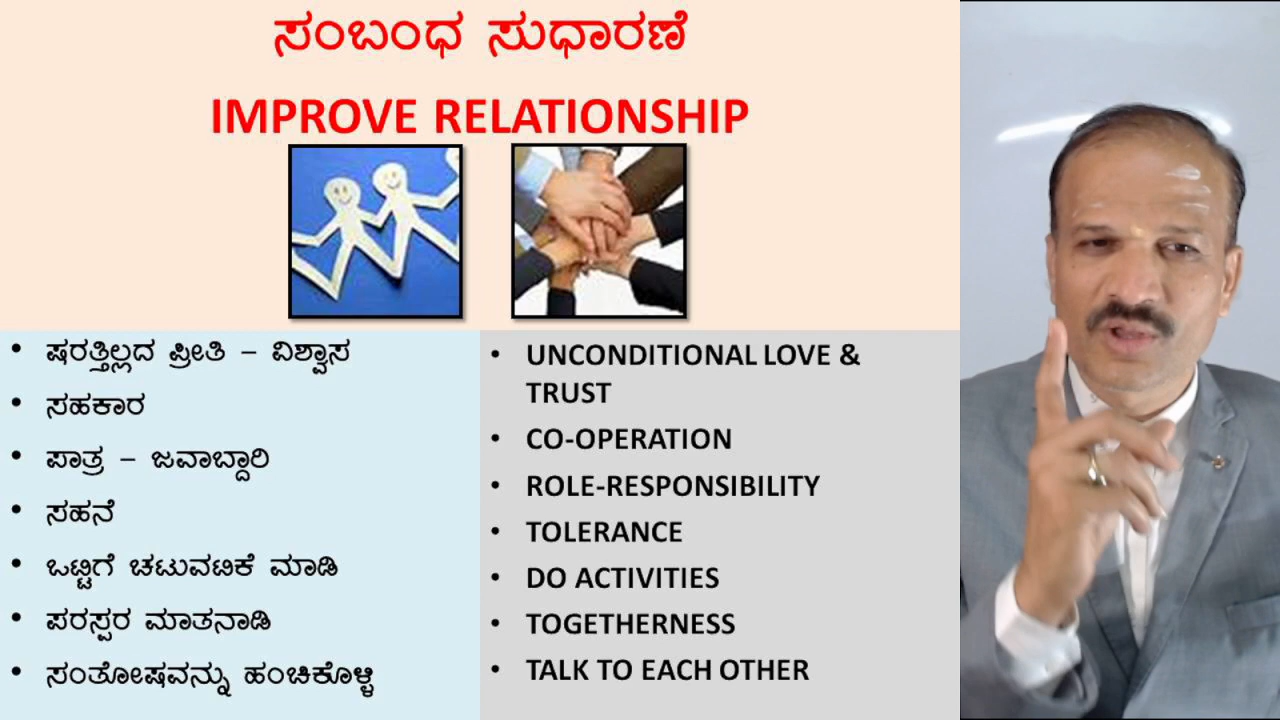 ಸಂಬಂಧ ಸುಧಾರಣೆ
IMPROVE RELATIONSHIP
• ಷರತ್ತಿಲ್ಲದ ಪ್ರೀತಿ – ವಿಶ್ವಾಸ
• ಸಹಕಾರ
• ಪಾತ್ರ – ಜವಾಬ್ದಾರಿ
• ಸಹನೆ
• ಒಟ್ಟಿಗೆ ಚಟುವಟಿಕೆ ಮಾಡಿ
• ಪರಸ್ಪರ ಮಾತನಾಡಿ
• ಸಂತೋಷವನ್ನು ಹಂಚಿಕೊಳ್ಳಿ
• UNCONDITIONAL LOVE &
TRUST
• CO-OPERATION
• ROLE-RESPONSIBILITY
• TOLERANCE
• DO ACTIVITIES
• TOGETHERNESS
• TALK TO EACH OTHER